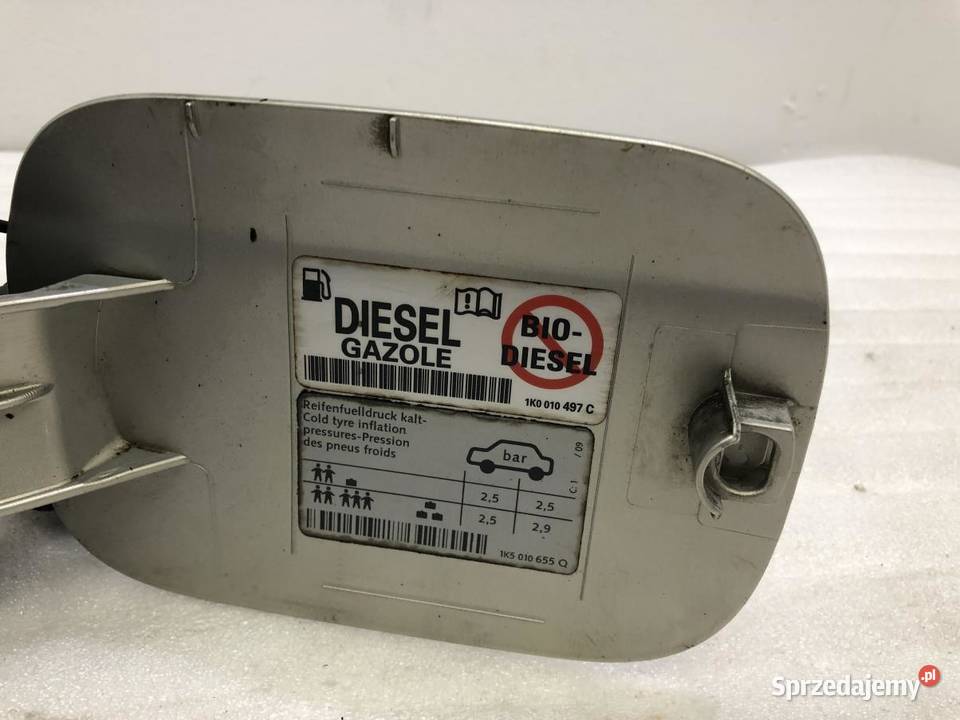 DIESEL
GAZOLE
BIO-
DIESEL
1K0 010 497 C
Reifenfuelldruck kalt-
Cold tyre inflation
pressures-Pression
des pneus froids
bar
2,5 2,5
2,5 2,9
1K5 010 655 Q
Sprzedajemy.pl